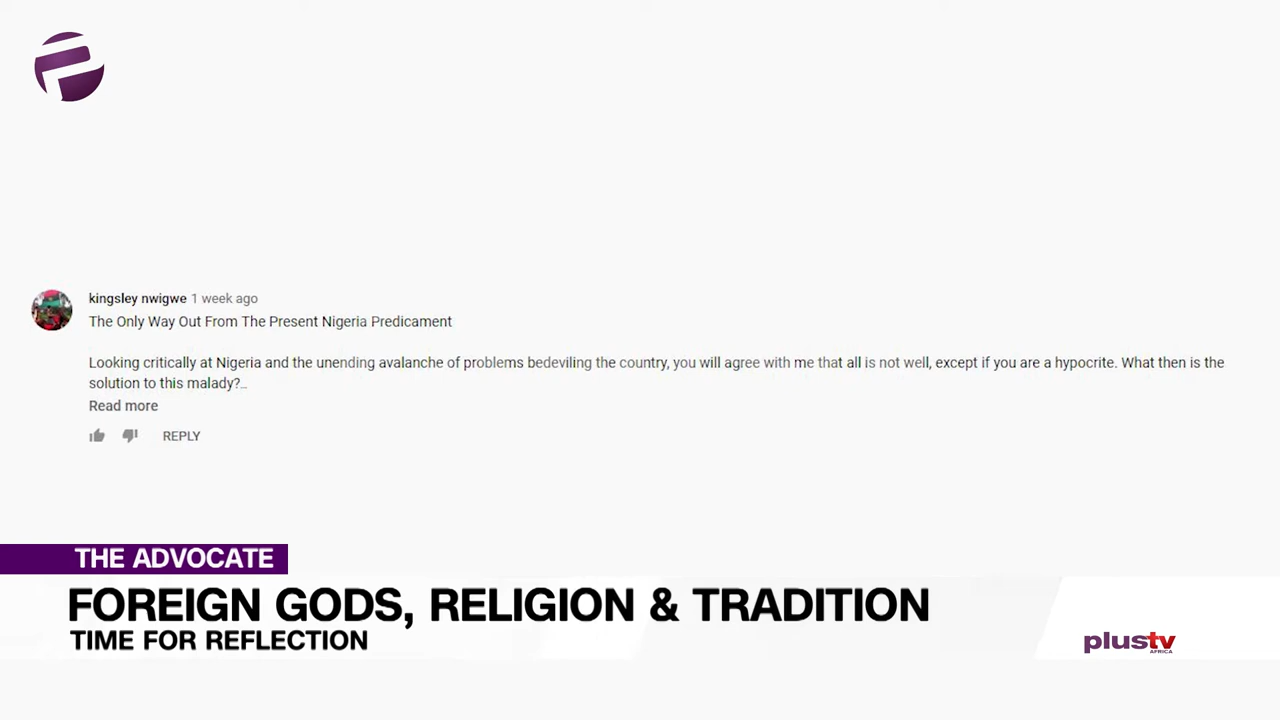 kingsley nwigwe 1 week ago
The Only Way Out From The Present Nigeria Predicament
Looking critically at Nigeria and the unending avalanche of problems bedeviling the country, you will agree with me that all is not well, except if you are a hypocrite. What then is the
solution to this malady?...
Read more
REPLY
THE ADVOCATE
FOREIGN GODS, RELIGION & TRADITION
TIME FOR REFLECTION
plustv
AFRICA